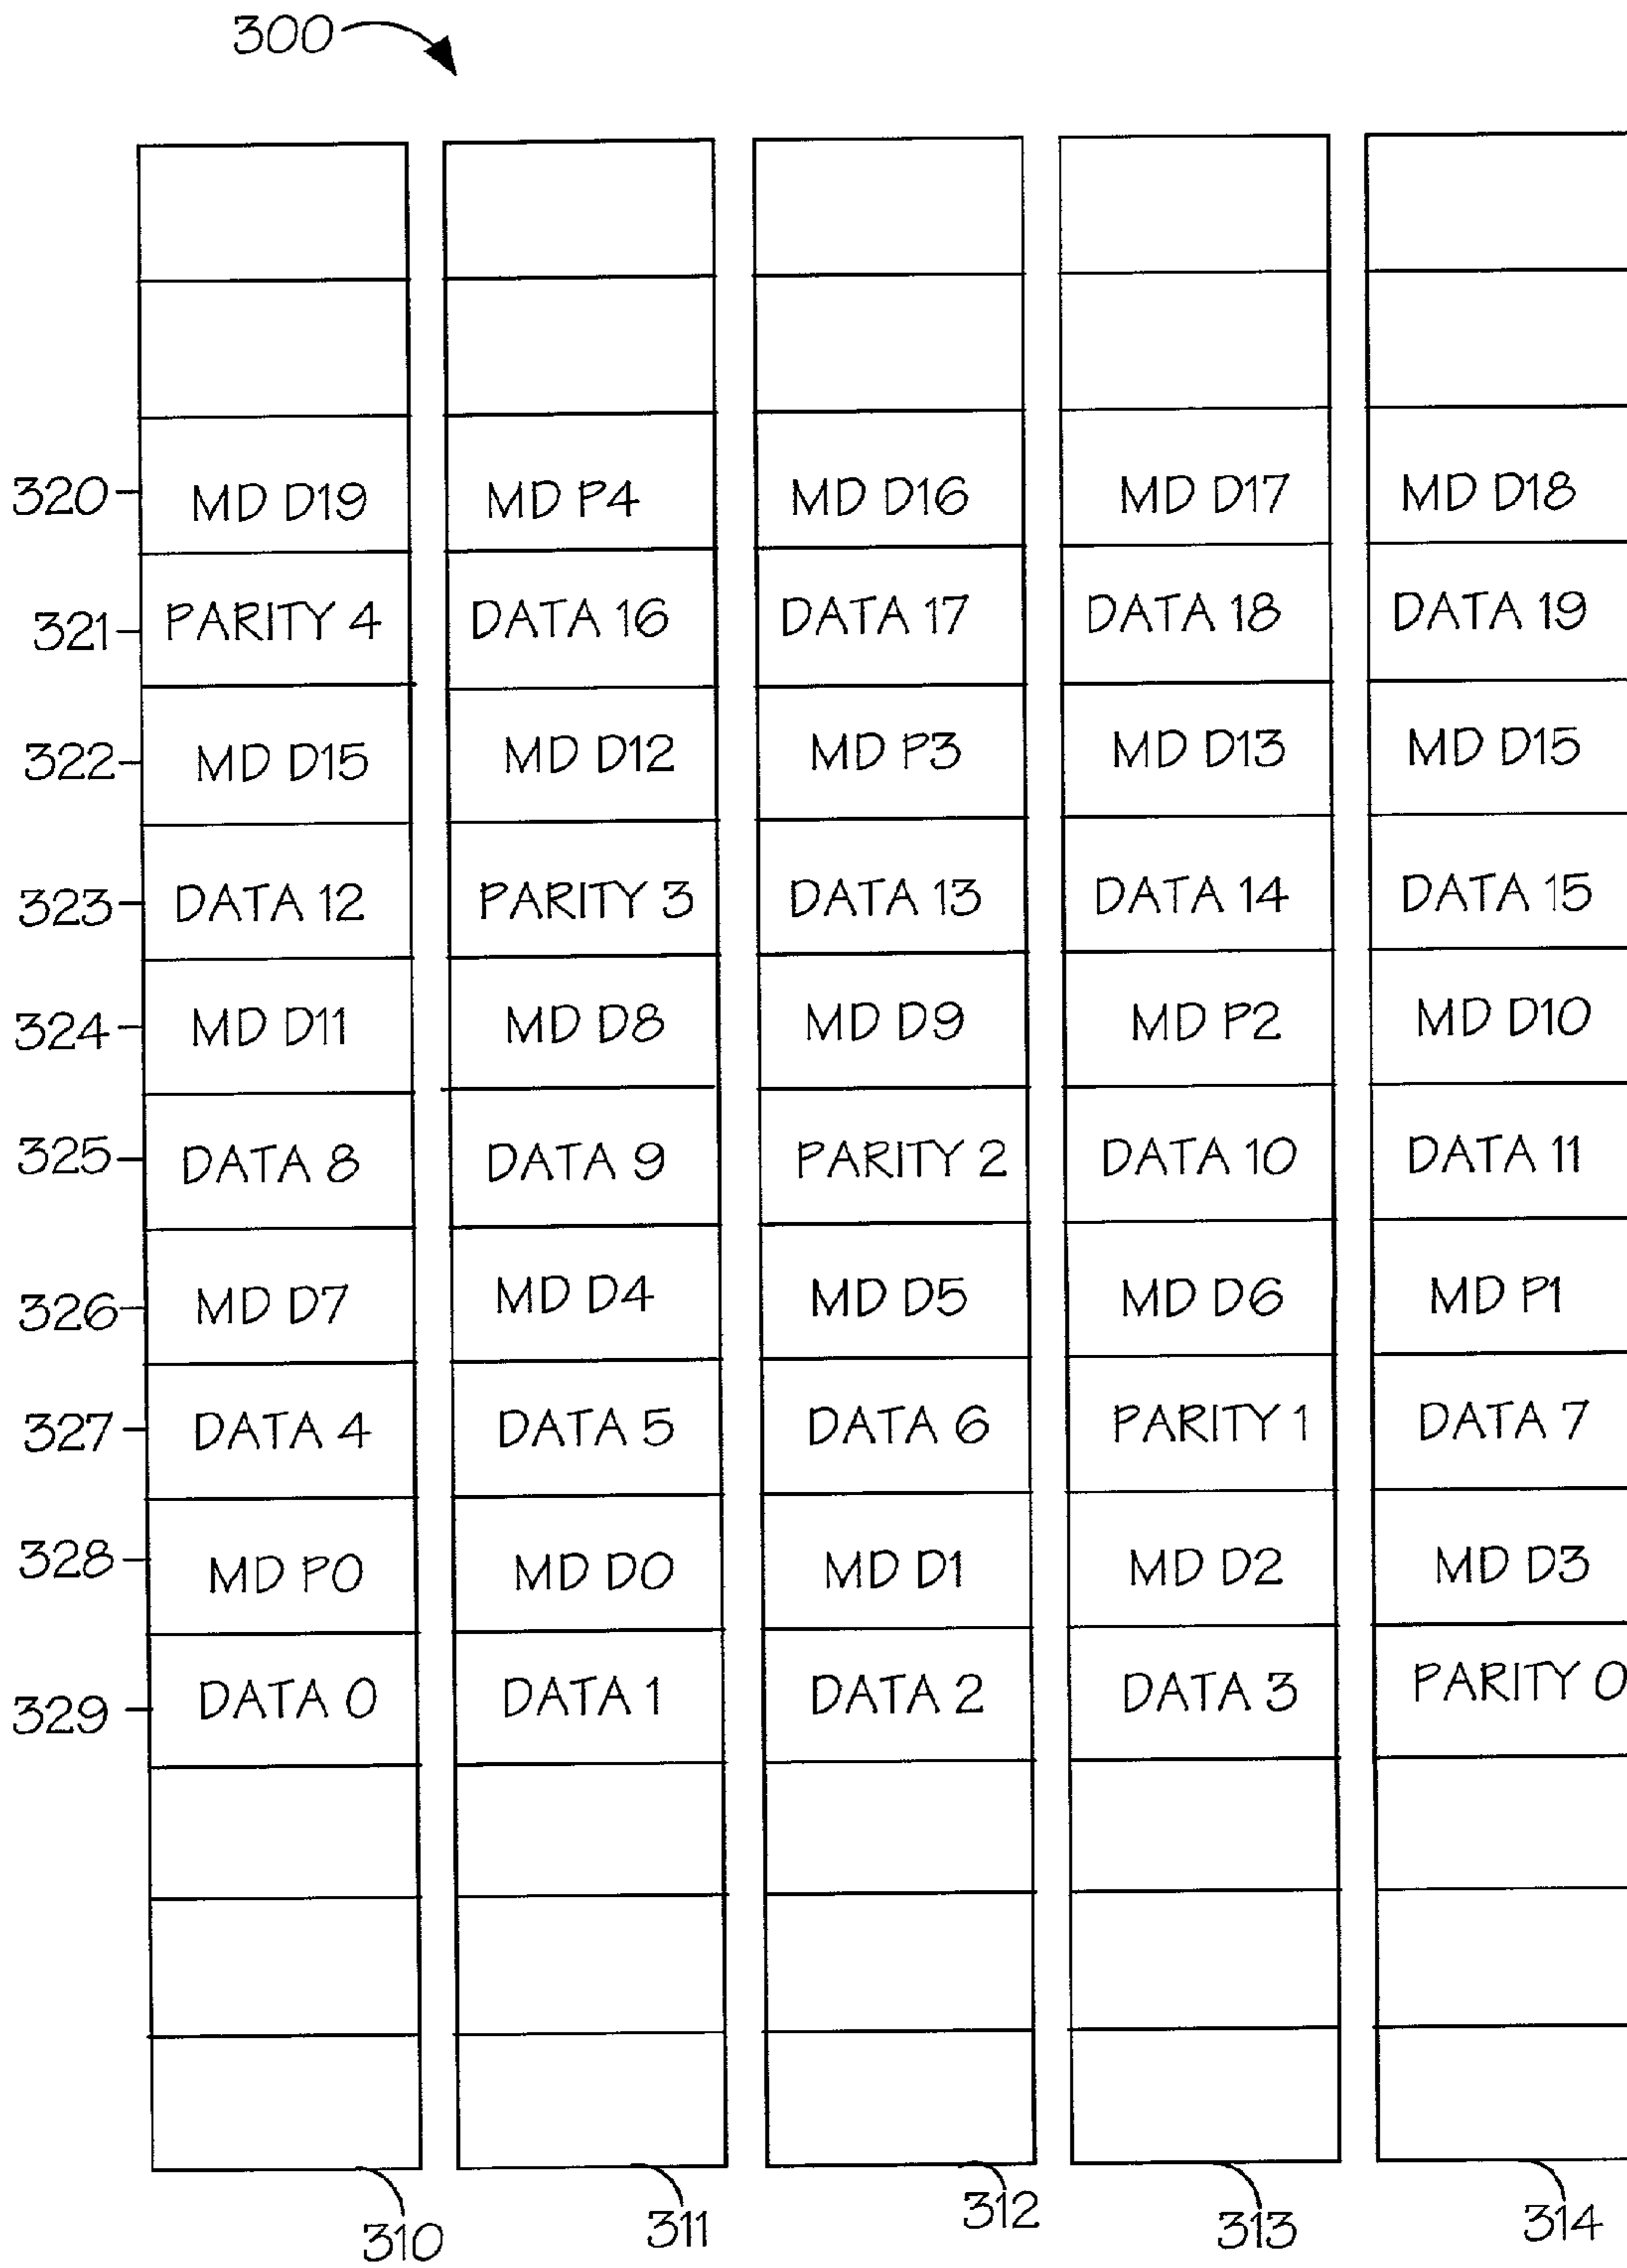 300
320 MD D19 MD P4 MD D16 MD D17 MD D18
321 PARITY 4 DATA 16 DATA 17 DATA 18 DATA 19
322 MD D15 MD D12 MD P3 MD D13 MD D15
323 DATA 12 PARITY 3 DATA 13 DATA 14 DATA 15
324 MD D11 MD D8 MD D9 MD P2 MD D10
325 DATA 8 DATA 9 PARITY 2 DATA 10 DATA 11
326 MD D7 MD D4 MD D5 MD D6 MD P1
327 DATA 4 DATA 5 DATA 6 PARITY 1 DATA 7
328 MD P0 MD D0 MD D1 MD D2 MD D3
329 DATA 0 DATA 1 DATA 2 DATA 3 PARITY 0
310 311 312 313 314